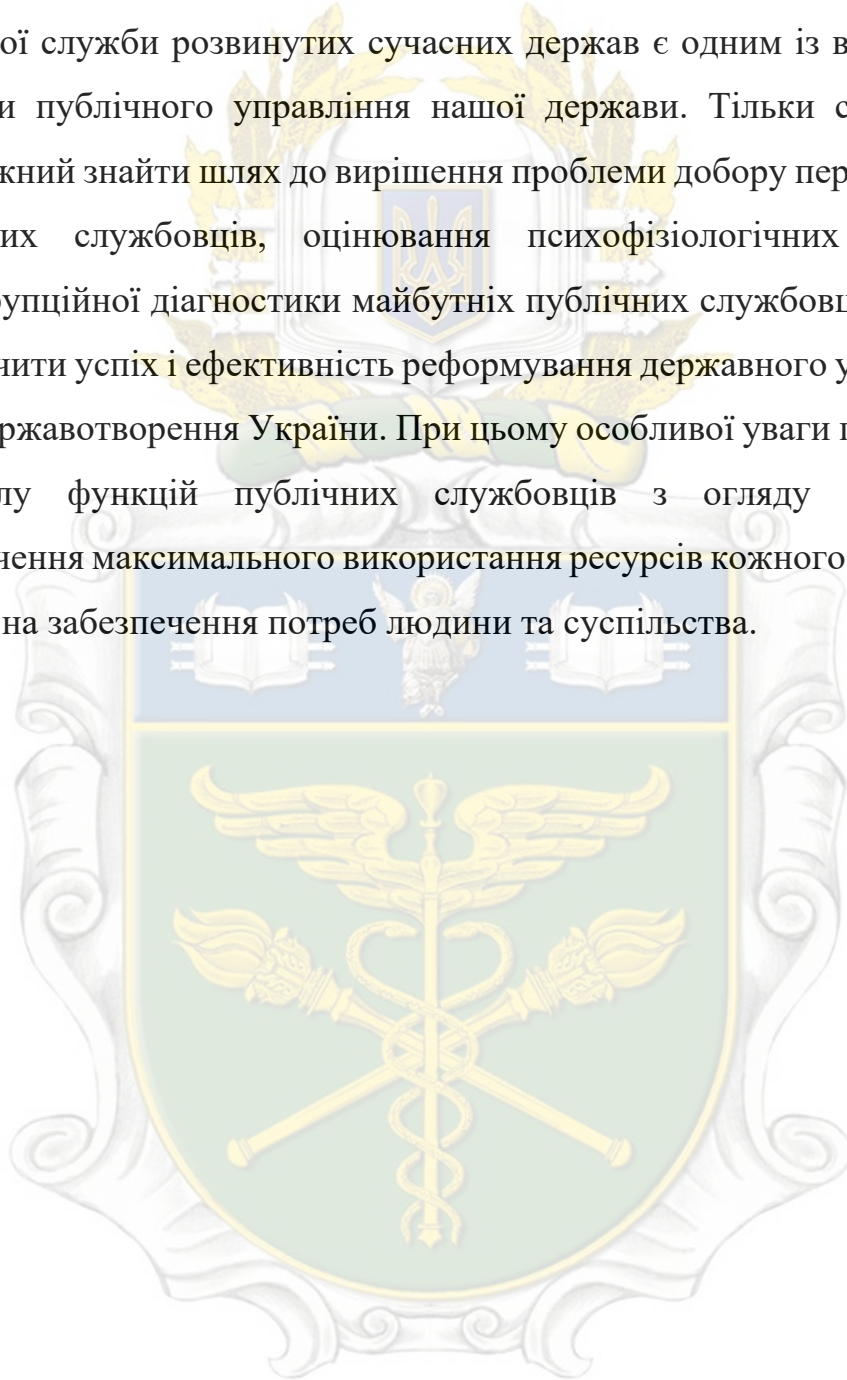 ої служби розвинутих сучасних держав є одним із в
и публічного управління нашої держави. Тільки с
жний знайти шлях до вирішення проблеми добору пер
их службовців, оцінювання психофізіологічних
рупційної діагностики майбутніх публічних службовц
чити успіх і ефективність реформування державного у
ржавотворення України. При цьому особливої уваги п
лу функцій публічних службовців з огляду
чення максимального використання ресурсів кожного
на забезпечення потреб людини та суспільства.